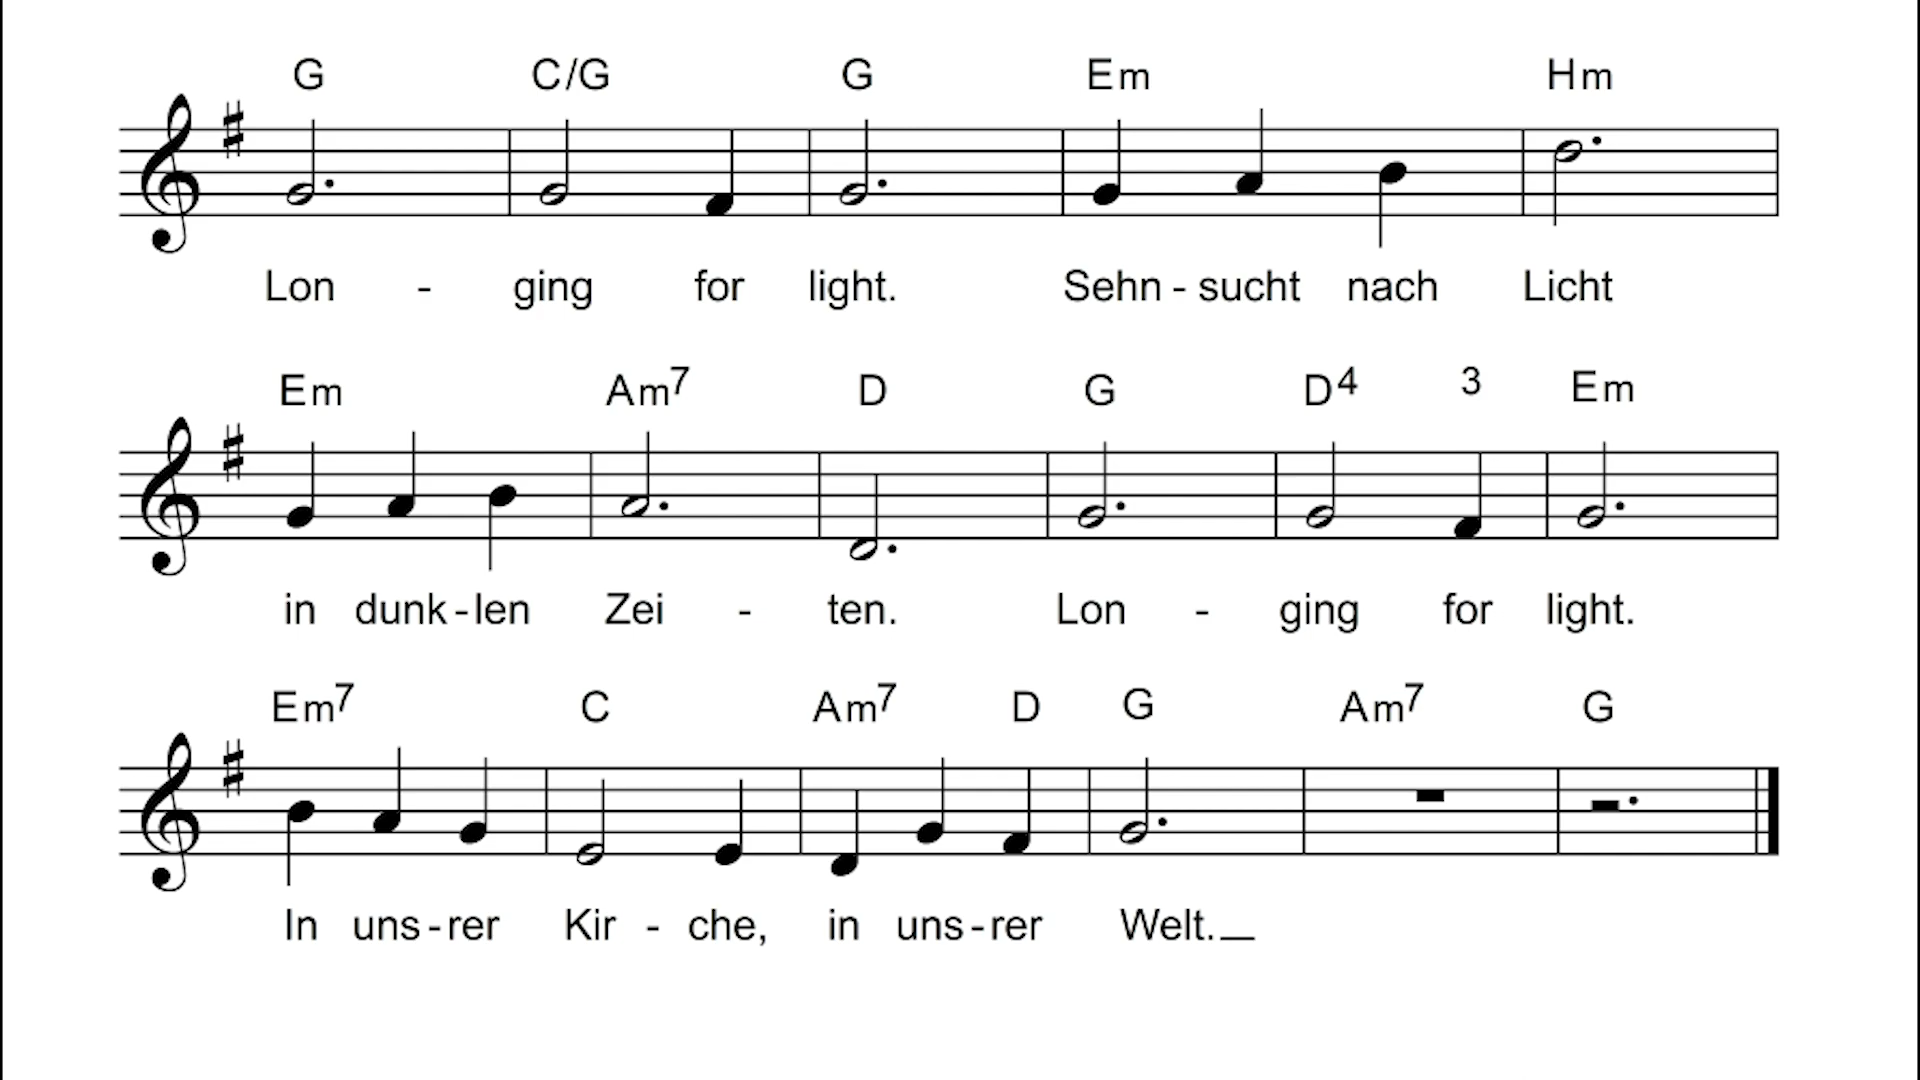 G C/G G Em Hm
Lon - ging for light. Sehn - sucht nach Licht
Em Am7 D G D4 3 Em
in dunk - len Zei - ten. Lon - ging for light.
Em7 C Am7 D G Am7 G
In uns - rer Kir - che, in uns - rer Welt.